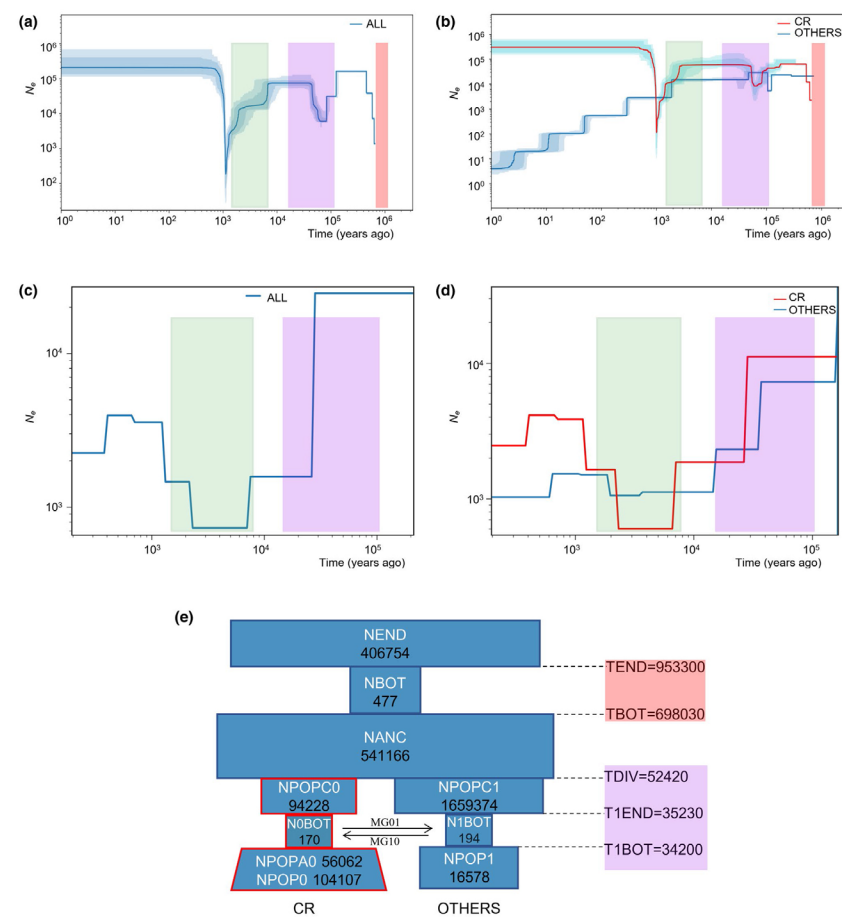 (a)
ALL
10⁶
10⁵
10⁴
10³
10²
Nₑ
10⁰ 10¹ 10² 10³ 10⁴ 10⁵ 10⁶
Time (years ago)
(b)
CR
OTHERS
10⁶
10⁵
10⁴
10³
10²
10¹
10⁰
Nₑ
10⁰ 10¹ 10² 10³ 10⁴ 10⁵ 10⁶
Time (years ago)
(c)
ALL
10⁴
10³
Nₑ
10³ 10⁴ 10⁵
Time (years ago)
(d)
CR
OTHERS
10⁴
10³
Nₑ
10³ 10⁴ 10⁵
Time (years ago)
(e)
NEND
406754
TEND=953300
NBOT
477
TBOT=698030
NANC
541166
TDIV=52420
NPOPC0
94228
NPOPC1
1659374
T1END=35230
N0BOT
170
MG01
MG10
N1BOT
194
T1BOT=34200
NPOPA0 56062
NPOP0 104107
NPOP1
16578
CR
OTHERS